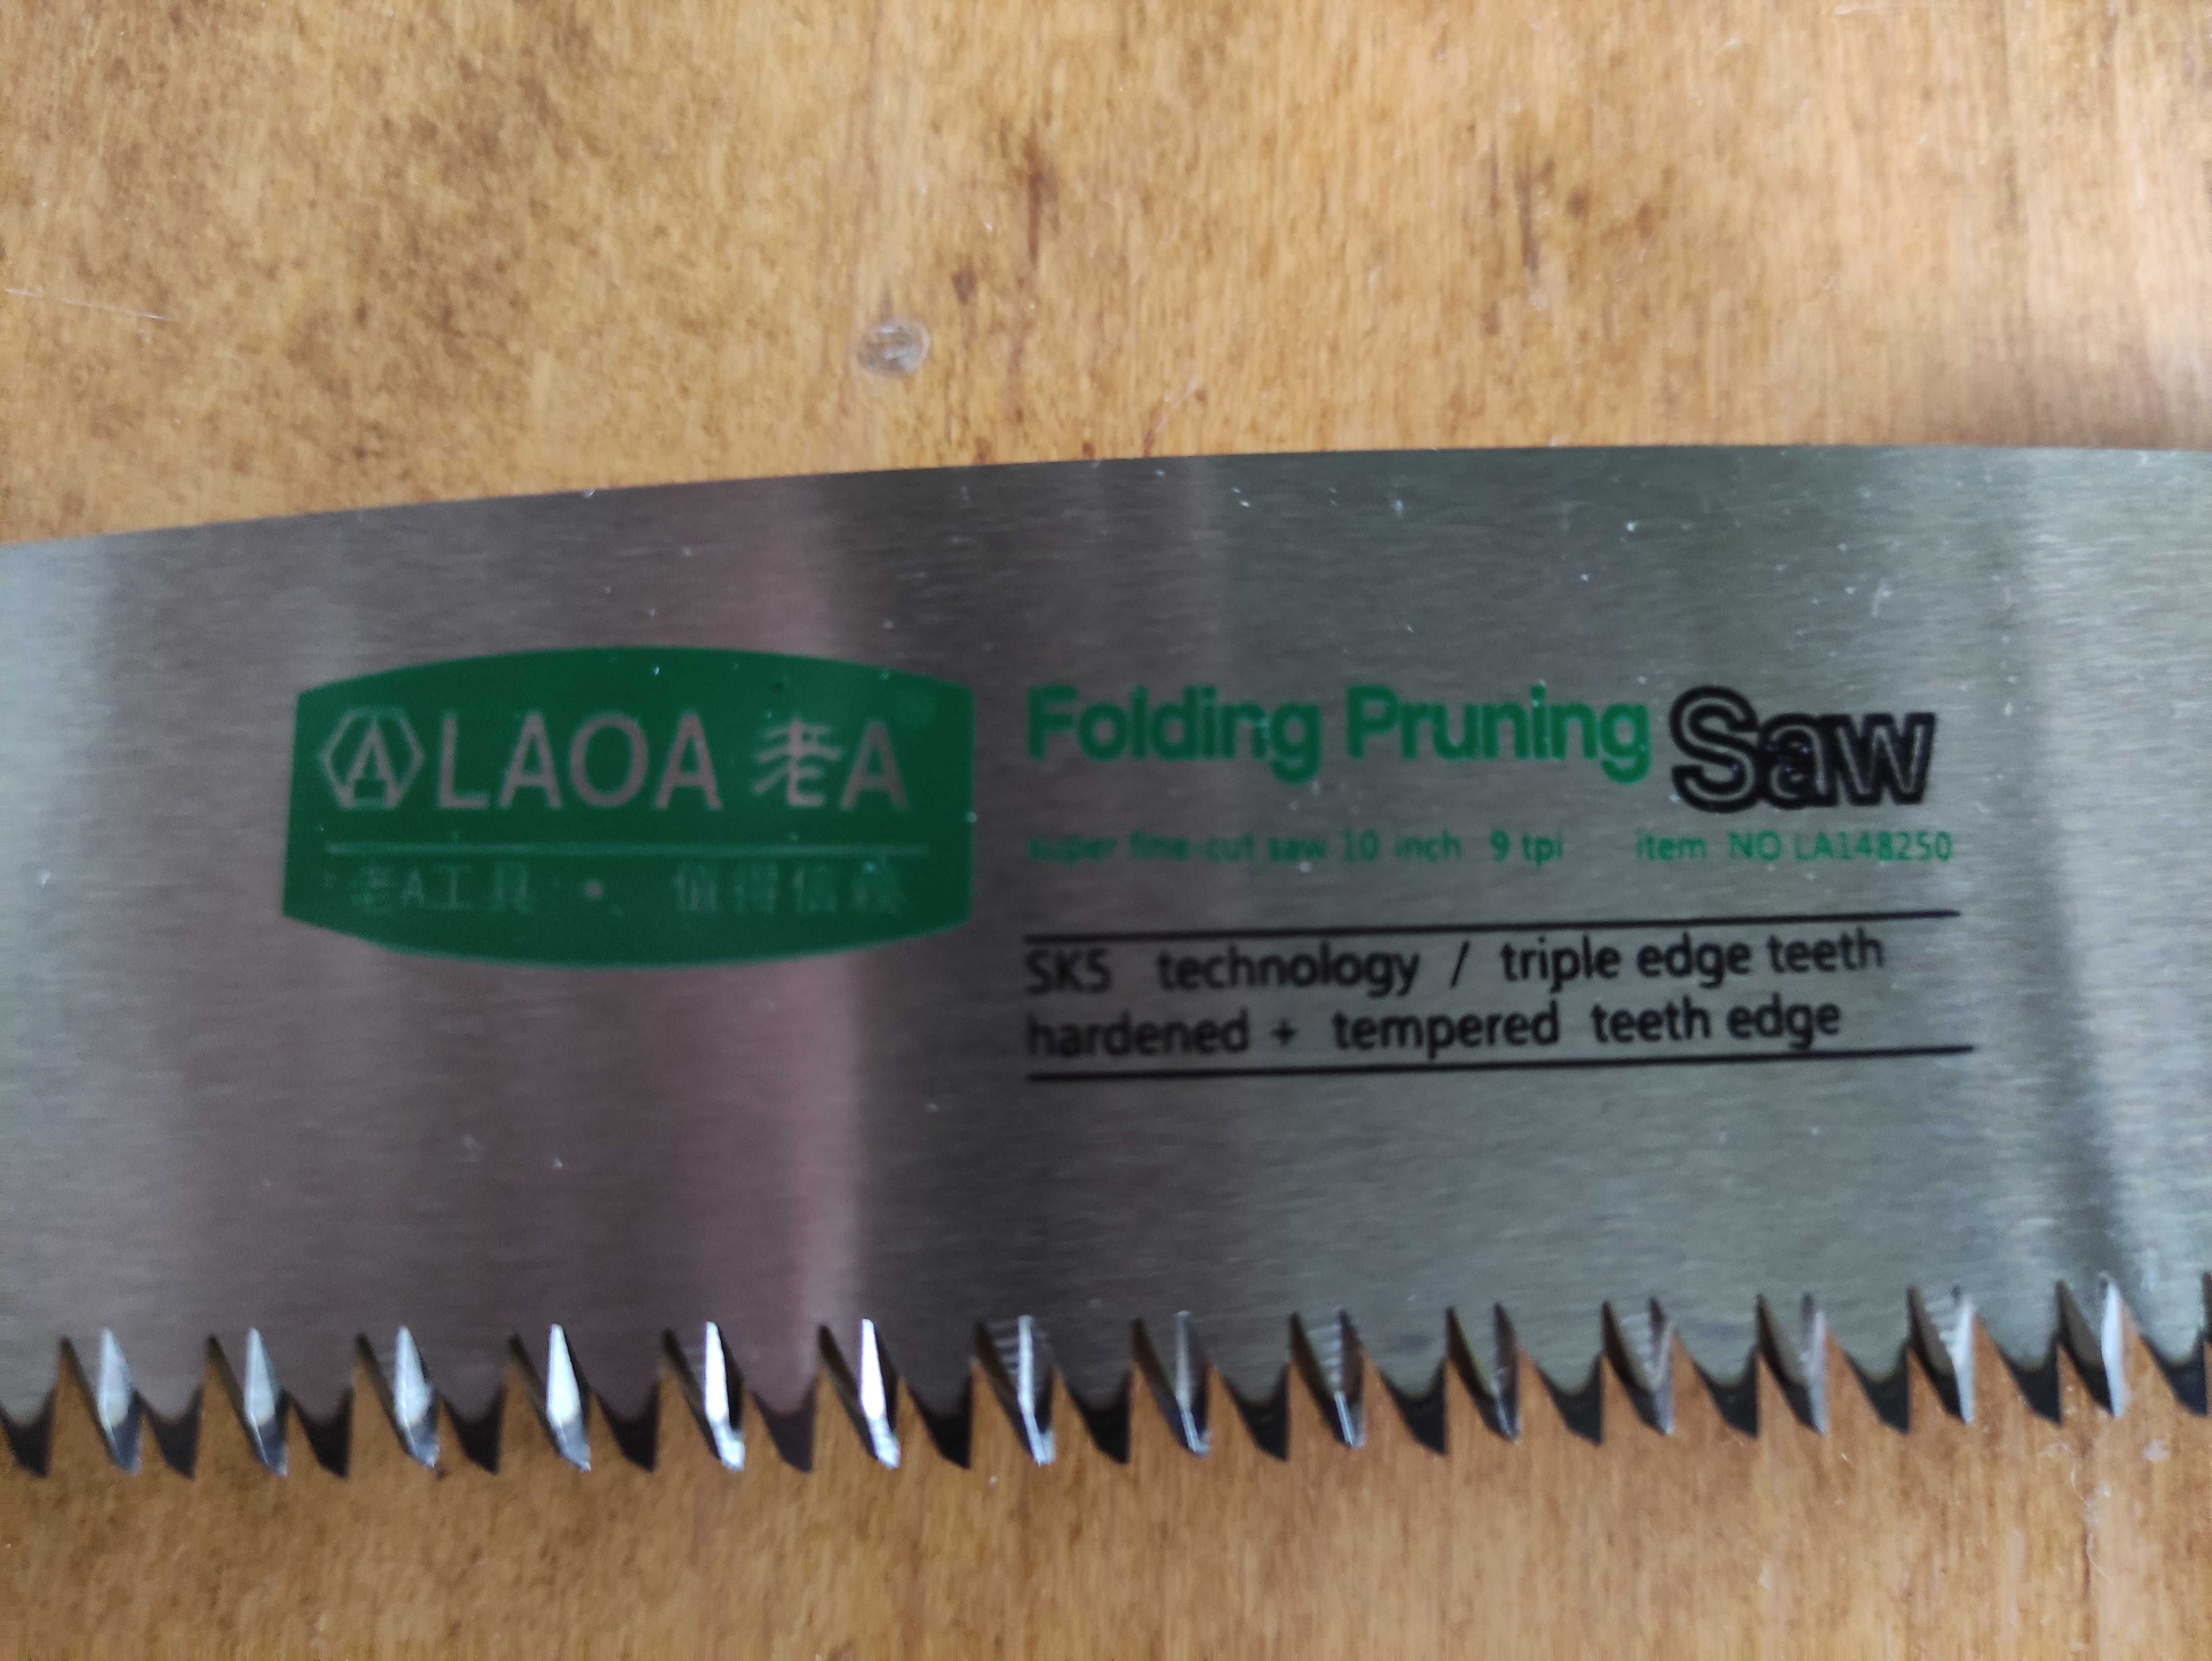 A LAOA 老A
老A工具 · 值得信赖
Folding Pruning Saw
super fine-cut saw 10 inch 9 tpi item NO LA148250
SK5 technology / triple edge teeth
hardened + tempered teeth edge